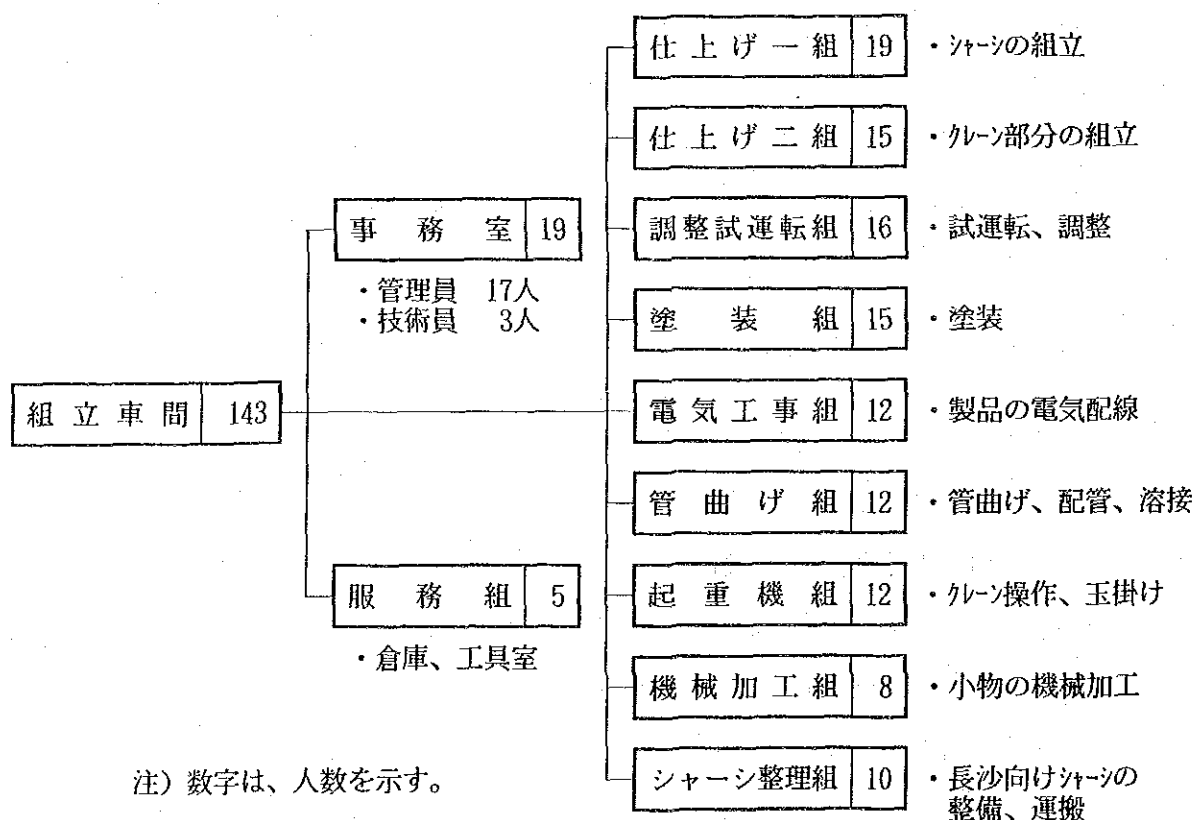 組立車間 143
事務室 19
・管理員 17人
・技術員 3人
服務組 5
・倉庫、工具室
仕上げ一組 19 ・シャーシの組立
仕上げ二組 15 ・クレーン部分の組立
調整試運転組 16 ・試運転、調整
塗装組 15 ・塗装
電気工事組 12 ・製品の電気配線
管曲げ組 12 ・管曲げ、配管、溶接
起重機組 12 ・クレーン操作、玉掛け
機械加工組 8 ・小物の機械加工
シャーシ整理組 10 ・長沙向けシャーシの
整備、運搬
注）数字は、人数を示す。